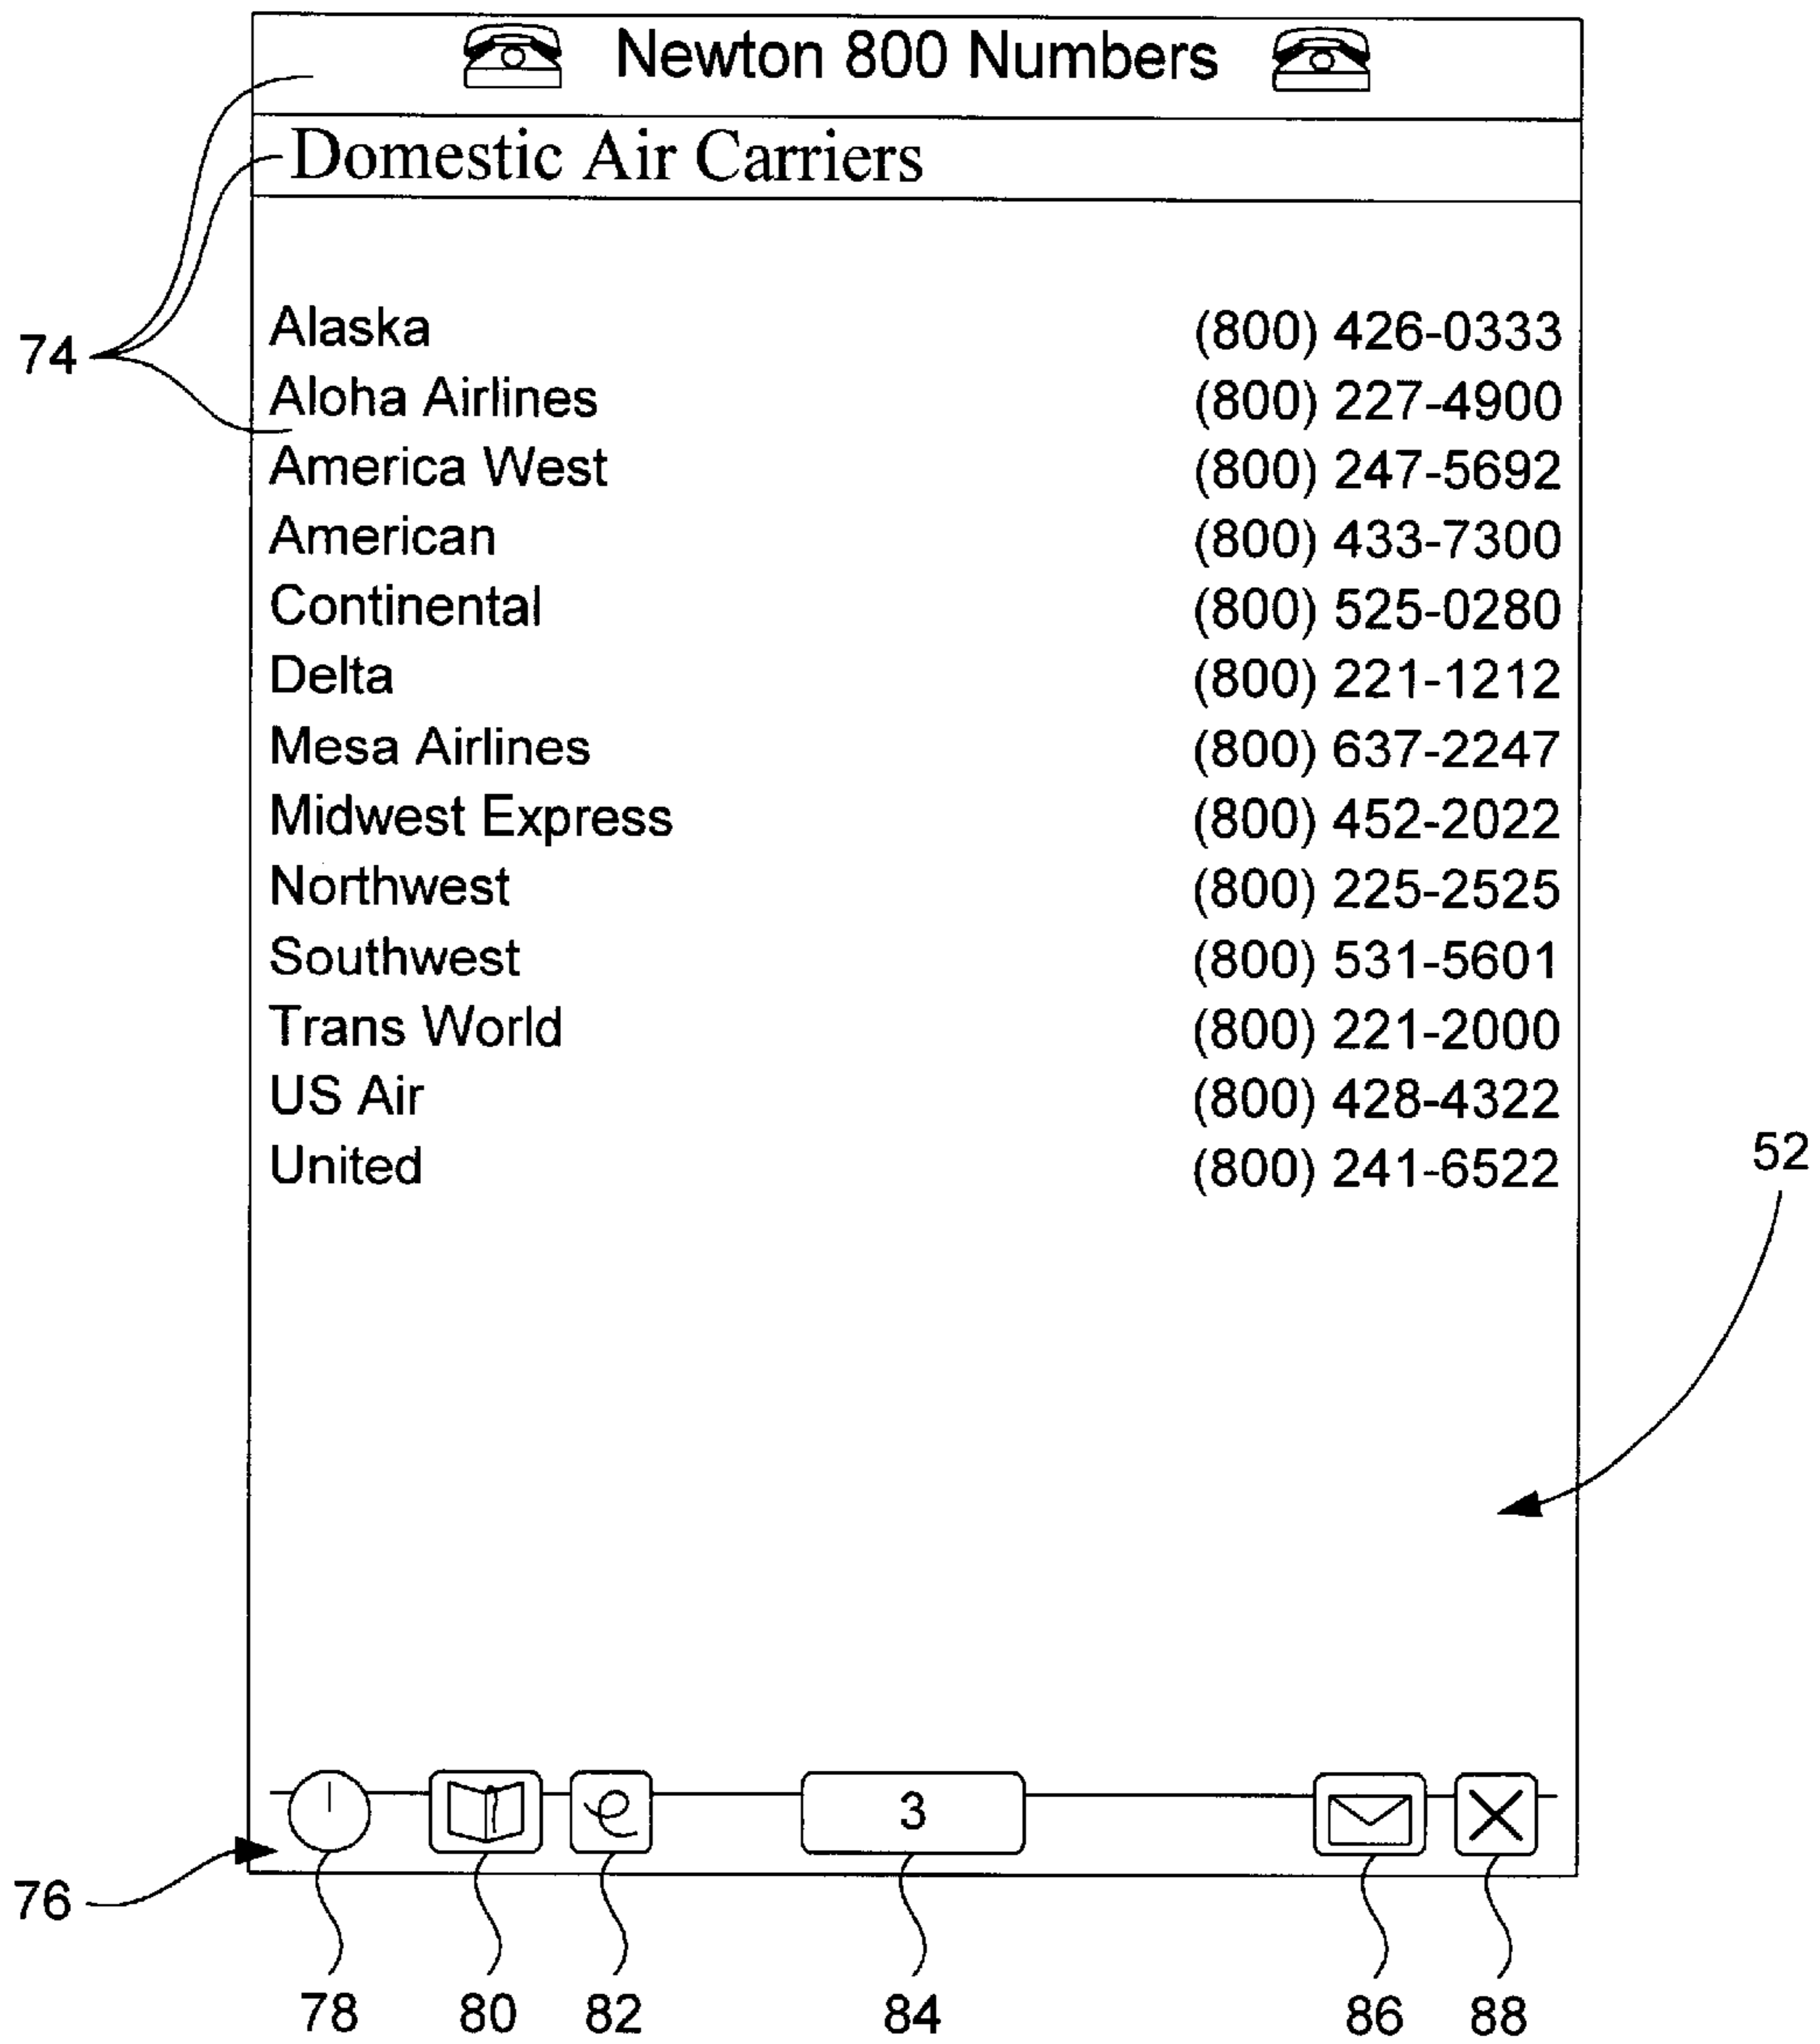 Newton 800 Numbers
Domestic Air Carriers
74
Alaska (800) 426-0333
Aloha Airlines (800) 227-4900
America West (800) 247-5692
American (800) 433-7300
Continental (800) 525-0280
Delta (800) 221-1212
Mesa Airlines (800) 637-2247
Midwest Express (800) 452-2022
Northwest (800) 225-2525
Southwest (800) 531-5601
Trans World (800) 221-2000
US Air (800) 428-4322
United (800) 241-6522
52
3
76
78 80 82 84 86 88